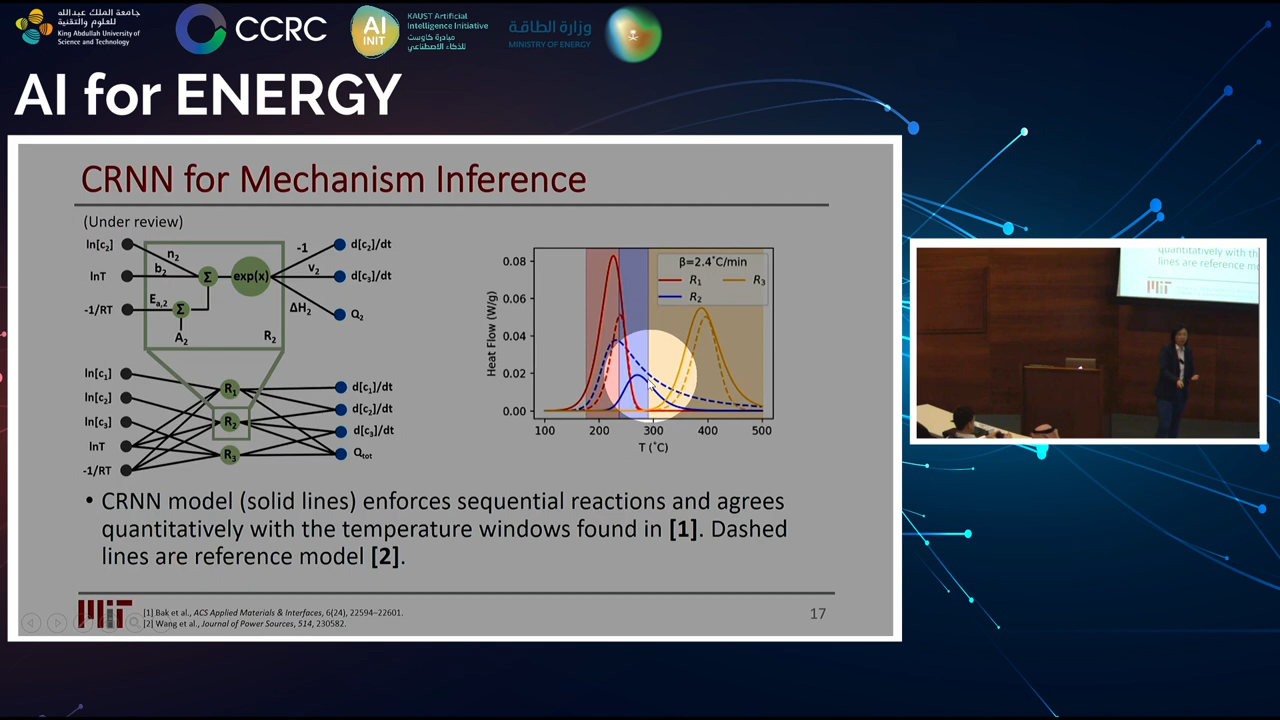 جامعة الملك عبدالله
للعلوم والتقنية
King Abdullah University of
Science and Technology
CCRC
AI
INIT
KAUST Artificial
Intelligence Initiative
مبادرة كاوست
للذكاء الاصطناعي
وزارة الطاقة
MINISTRY OF ENERGY
AI for ENERGY
CRNN for Mechanism Inference
(Under review)
ln[c₂]
lnT
-1/RT
n₂
b₂
Eₐ,₂
A₂
Σ
Σ
exp(x)
R₂
-1
v₂
ΔH₂
d[c₂]/dt
d[c₃]/dt
Q₂
ln[c₁]
ln[c₂]
ln[c₃]
lnT
-1/RT
R₁
R₂
R₃
d[c₁]/dt
d[c₂]/dt
d[c₃]/dt
Qtot
β=2.4˚C/min
R₁ R₃
R₂
Heat Flow (W/g)
0.08
0.06
0.04
0.02
0.00
100 200 300 400 500
T (˚C)
• CRNN model (solid lines) enforces sequential reactions and agrees
quantitatively with the temperature windows found in [1]. Dashed
lines are reference model [2].
MIT
[1] Bak et al., ACS Applied Materials & Interfaces, 6(24), 22594–22601.
[2] Wang et al., Journal of Power Sources, 514, 230582.
17
quantitatively with th
lines are reference mo